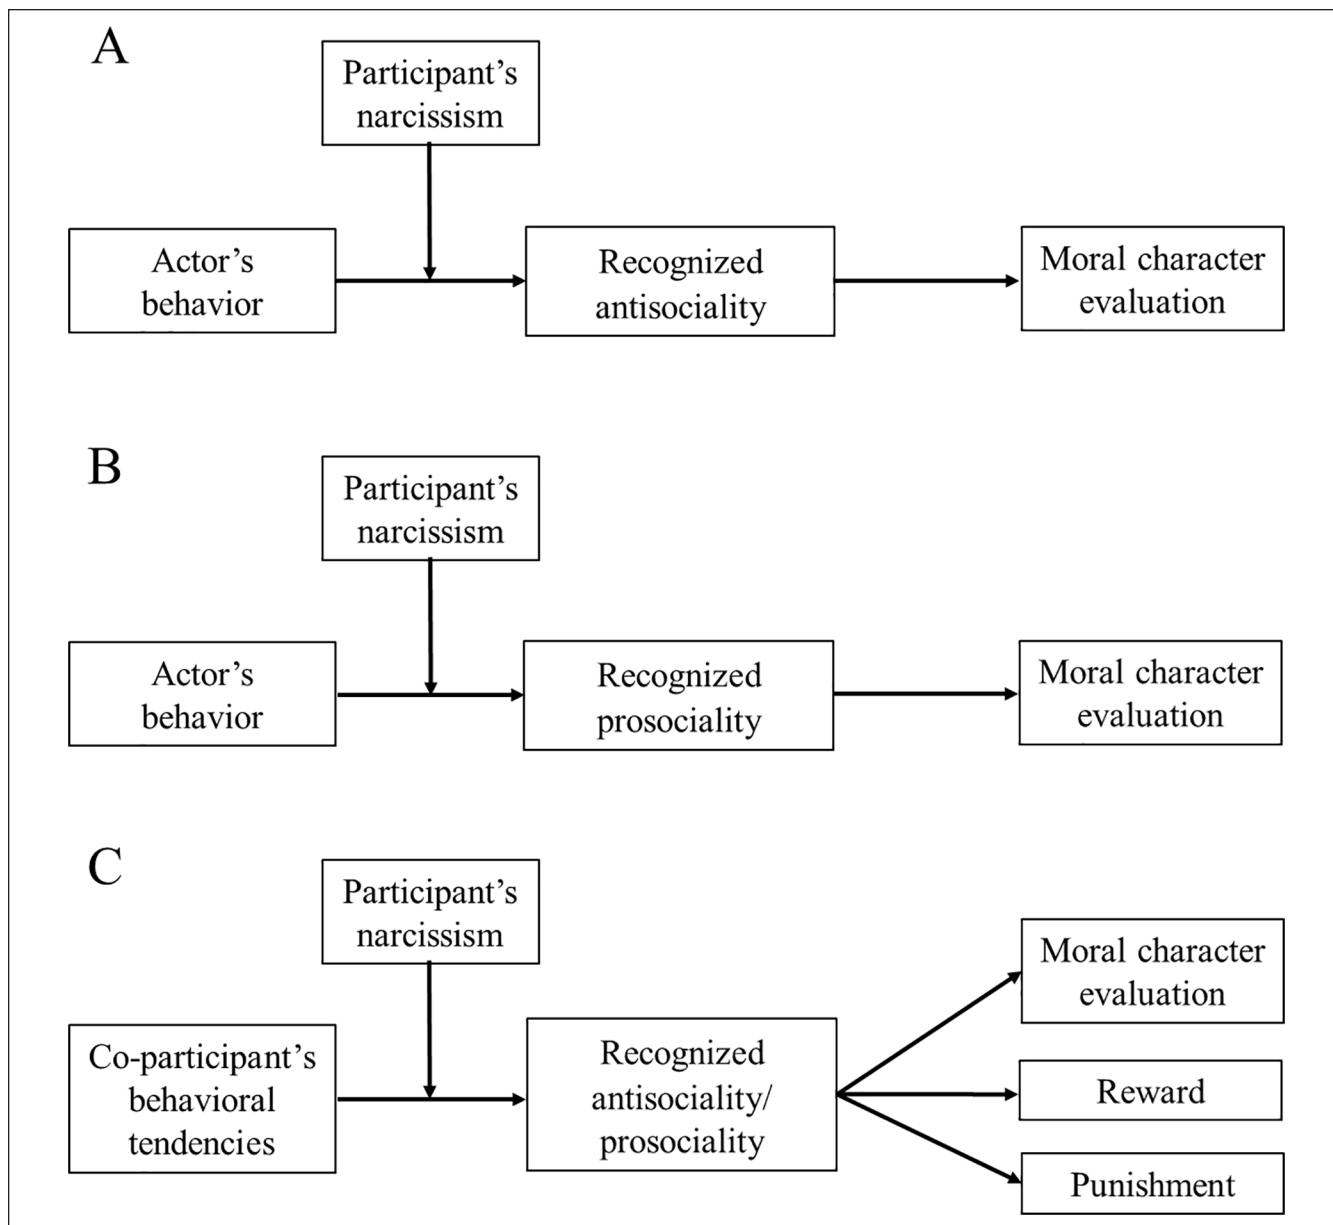 A
Participant's
narcissism
Actor's
behavior
Recognized
antisociality
Moral character
evaluation
B
Participant's
narcissism
Actor's
behavior
Recognized
prosociality
Moral character
evaluation
C
Participant's
narcissism
Co-participant's
behavioral
tendencies
Recognized
antisociality/
prosociality
Moral character
evaluation
Reward
Punishment